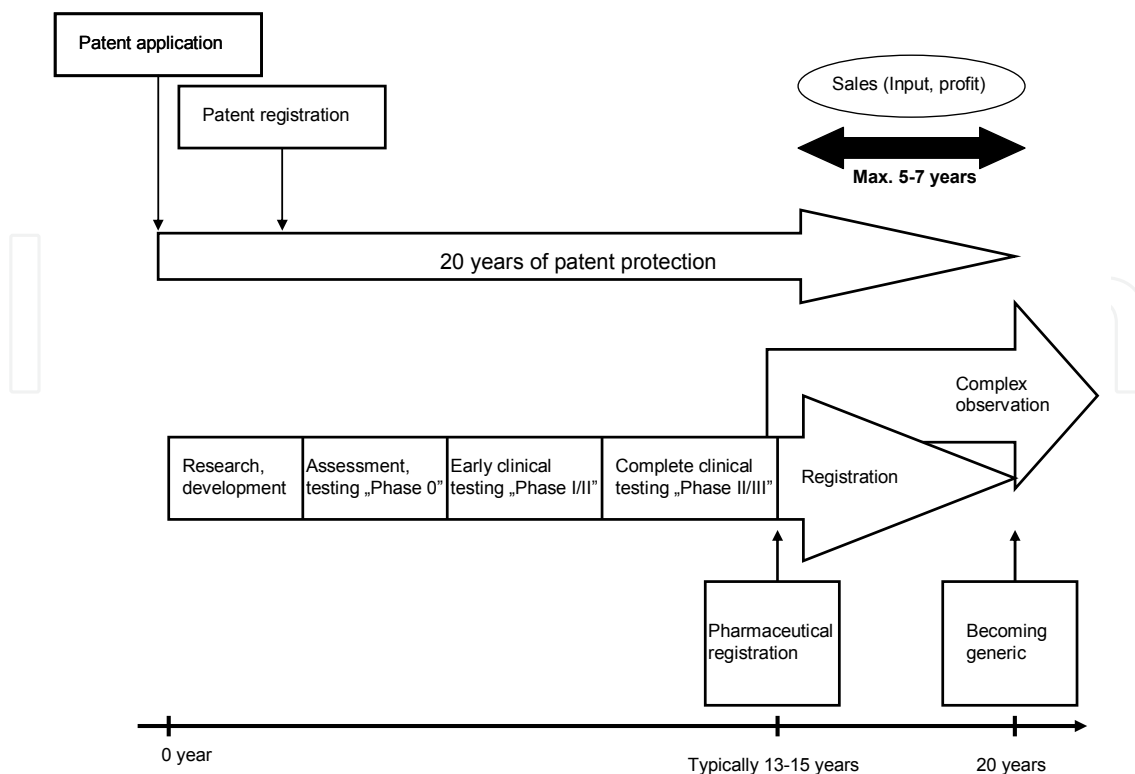 Patent application
Patent registration
Sales (Input, profit)
Max. 5-7 years
20 years of patent protection
Complex
observation
Research,
development
Assessment,
testing „Phase 0”
Early clinical
testing „Phase I/II”
Complete clinical
testing „Phase II/III”
Registration
Pharmaceutical
registration
Becoming
generic
0 year
Typically 13-15 years
20 years